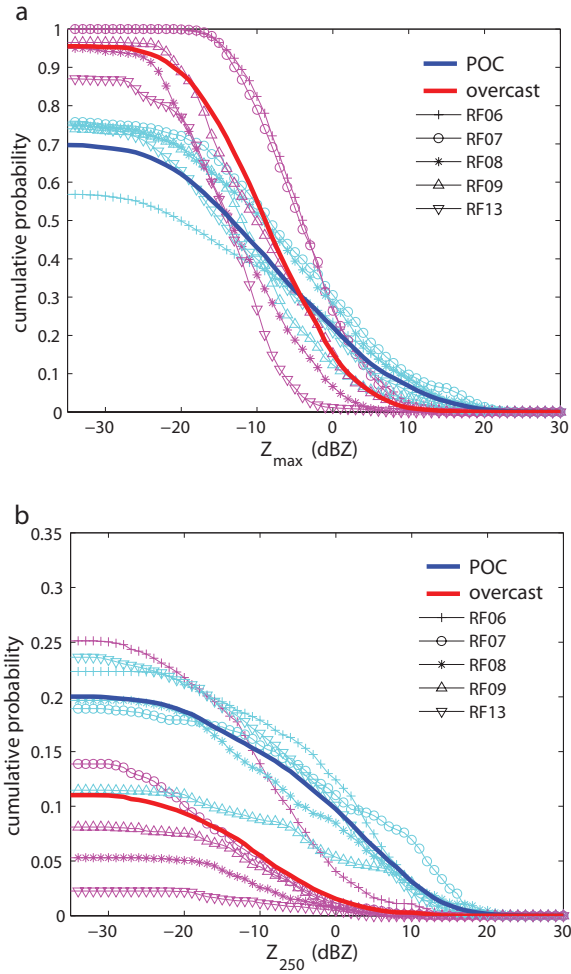 a
1
0.9
0.8
0.7
0.6
0.5
0.4
0.3
0.2
0.1
0
cumulative probability
POC
overcast
RF06
RF07
RF08
RF09
RF13
−30 −20 −10 0 10 20 30
Zmax (dBZ)
b
0.35
0.3
0.25
0.2
0.15
0.1
0.05
0
cumulative probability
POC
overcast
RF06
RF07
RF08
RF09
RF13
−30 −20 −10 0 10 20 30
Z250 (dBZ)